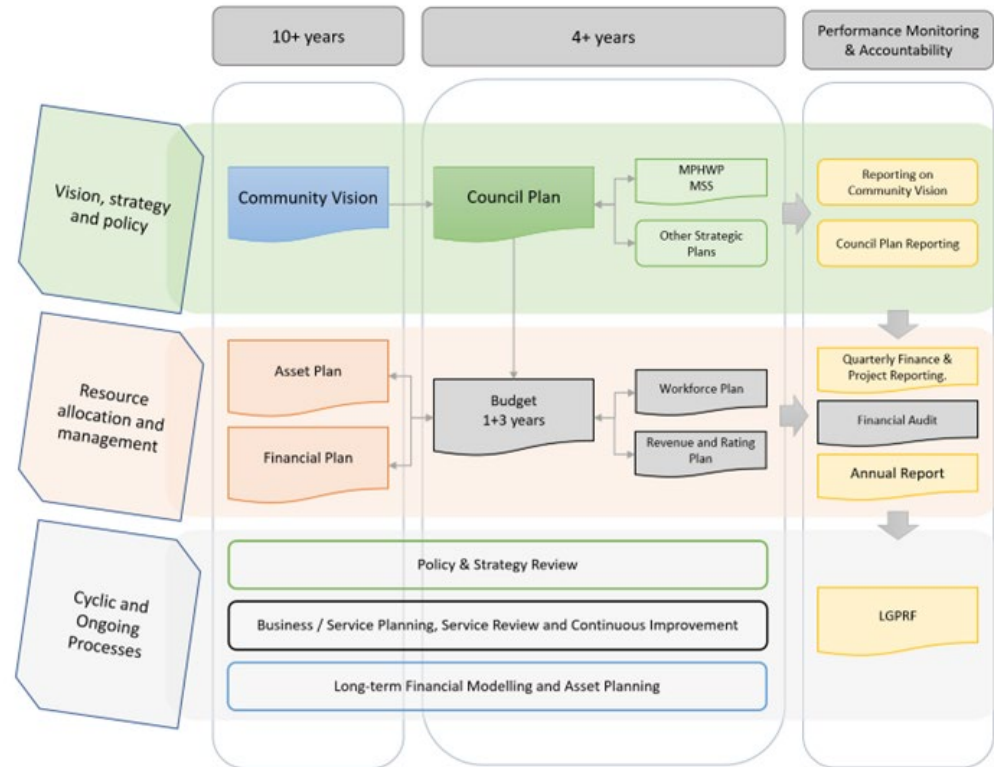 10+ years
4+ years
Performance Monitoring
& Accountability
Vision, strategy
and policy
Community Vision
Council Plan
MPHWP
MSS
Other Strategic
Plans
Reporting on
Community Vision
Council Plan Reporting
Resource
allocation and
management
Asset Plan
Financial Plan
Budget
1+3 years
Workforce Plan
Revenue and Rating
Plan
Quarterly Finance &
Project Reporting.
Financial Audit
Annual Report
Cyclic and
Ongoing
Processes
Policy & Strategy Review
Business / Service Planning, Service Review and Continuous Improvement
Long-term Financial Modelling and Asset Planning
LGPRF